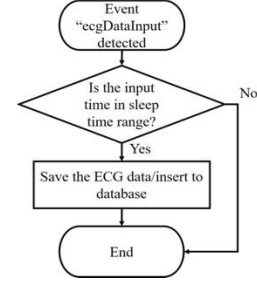 Event
“ecgDataInput”
detected
Is the input
time in sleep
time range?
No
Yes
Save the ECG data/insert to
database
End